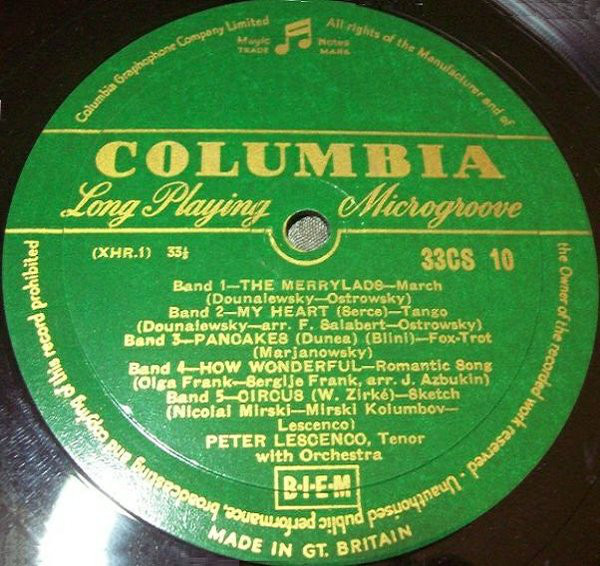 Columbia Graphophone Company Limited
Music Notes
TRADE MARK
All rights of the Manufacturer and of
COLUMBIA
Long Playing Microgroove
(XHR.1) 33⅓
33CS 10
Band 1—THE MERRYLADS—March
(Dounalewsky—Ostrowsky)
Band 2—MY HEART (Serce)—Tango
(Dounalewsky—arr. F. Salabert—Ostrowsky)
Band 3—PANCAKES (Dunea) (Blini)—Fox-Trot
(Marjanowsky)
Band 4—HOW WONDERFUL—Romantic Song
(Olga Frank—Sergije Frank, arr. J. Azbukin)
Band 5—CIRCUS (W. Zirké)—Sketch
(Nicolai Mirski—Mirski Kolumbov—
Lescenco)
PETER LESCENCO, Tenor
with Orchestra
B·I·E·M
the Owner of the recorded work reserved - Unauthorised public performance, broadcasting and copying of this record prohibited
MADE IN GT. BRITAIN